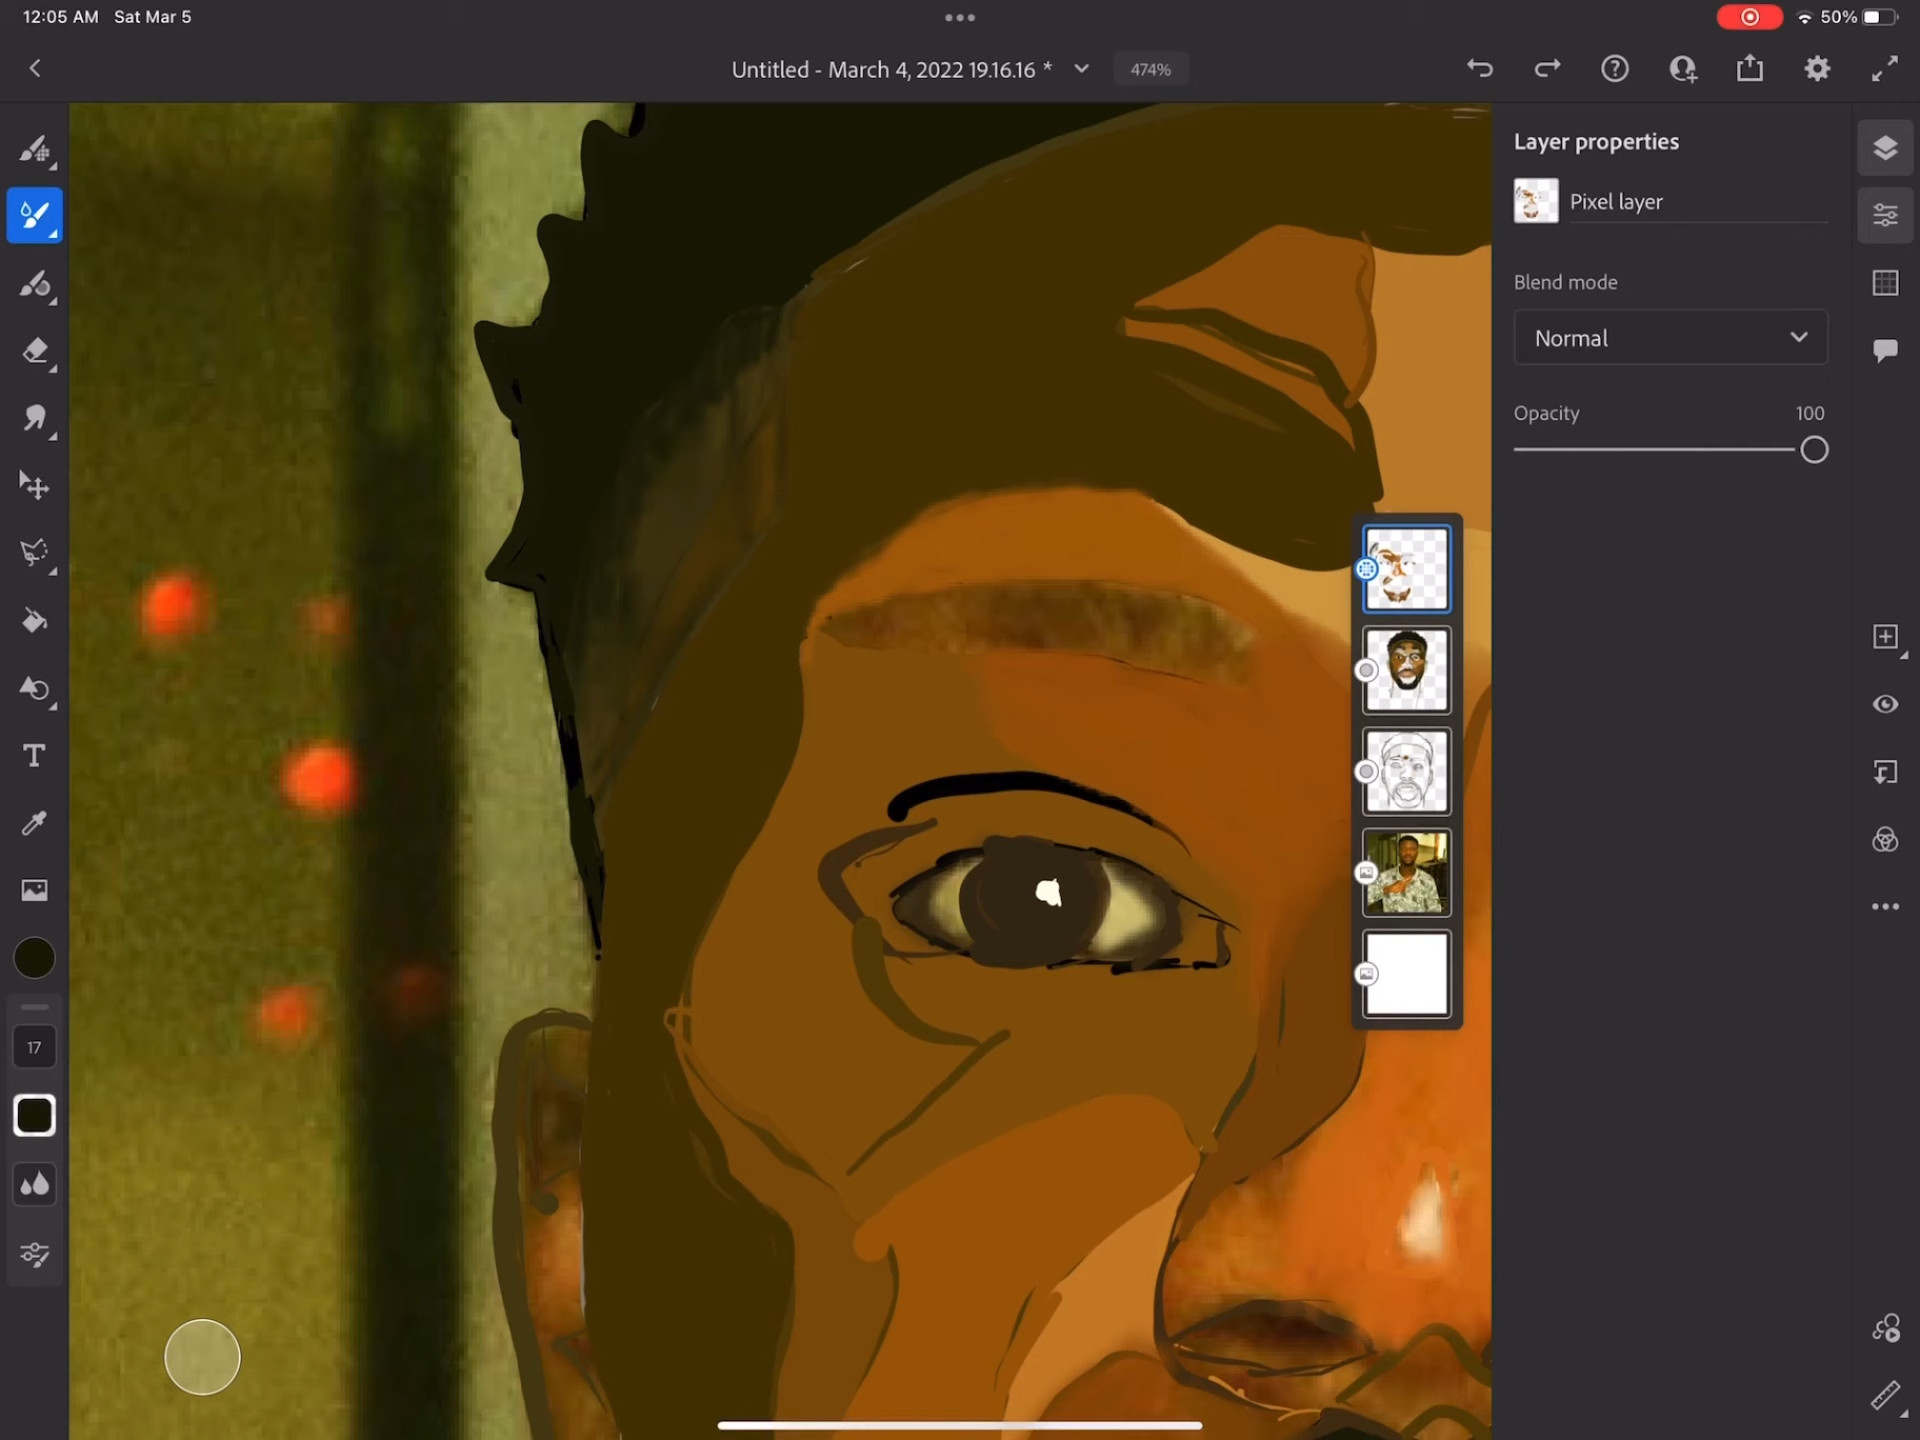 12:05 AM Sat Mar 5
50%
Untitled - March 4, 2022 19.16.16 *
474%
Layer properties
Pixel layer
Blend mode
Normal
Opacity 100
17